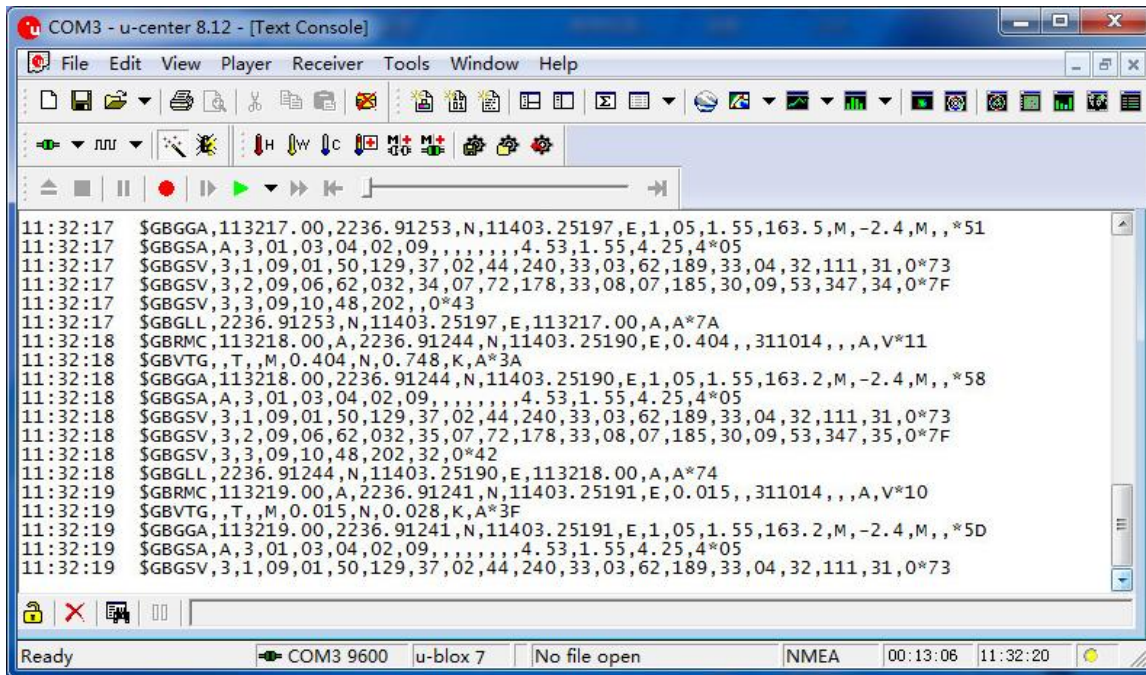 COM3 - u-center 8.12 - [Text Console]
File Edit View Player Receiver Tools Window Help
11:32:17 $GBGGA,113217.00,2236.91253,N,11403.25197,E,1,05,1.55,163.5,M,-2.4,M,,*51
11:32:17 $GBGSA,A,3,01,03,04,02,09,,,,,,,,4.53,1.55,4.25,4*05
11:32:17 $GBGSV,3,1,09,01,50,129,37,02,44,240,33,03,62,189,33,04,32,111,31,0*73
11:32:17 $GBGSV,3,2,09,06,62,032,34,07,72,178,33,08,07,185,30,09,53,347,34,0*7F
11:32:17 $GBGSV,3,3,09,10,48,202,,0*43
11:32:17 $GBGLL,2236.91253,N,11403.25197,E,113217.00,A,A*7A
11:32:18 $GBRMC,113218.00,A,2236.91244,N,11403.25190,E,0.404,,311014,,,A,V*11
11:32:18 $GBVTG,,T,,M,0.404,N,0.748,K,A*3A
11:32:18 $GBGGA,113218.00,2236.91244,N,11403.25190,E,1,05,1.55,163.2,M,-2.4,M,,*58
11:32:18 $GBGSA,A,3,01,03,04,02,09,,,,,,,,4.53,1.55,4.25,4*05
11:32:18 $GBGSV,3,1,09,01,50,129,37,02,44,240,33,03,62,189,33,04,32,111,31,0*73
11:32:18 $GBGSV,3,2,09,06,62,032,35,07,72,178,33,08,07,185,30,09,53,347,35,0*7F
11:32:18 $GBGSV,3,3,09,10,48,202,32,0*42
11:32:18 $GBGLL,2236.91244,N,11403.25190,E,113218.00,A,A*74
11:32:19 $GBRMC,113219.00,A,2236.91241,N,11403.25191,E,0.015,,311014,,,A,V*10
11:32:19 $GBVTG,,T,,M,0.015,N,0.028,K,A*3F
11:32:19 $GBGGA,113219.00,2236.91241,N,11403.25191,E,1,05,1.55,163.2,M,-2.4,M,,*5D
11:32:19 $GBGSA,A,3,01,03,04,02,09,,,,,,,,4.53,1.55,4.25,4*05
11:32:19 $GBGSV,3,1,09,01,50,129,37,02,44,240,33,03,62,189,33,04,32,111,31,0*73
Ready COM3 9600 u-blox 7 No file open NMEA 00:13:06 11:32:20